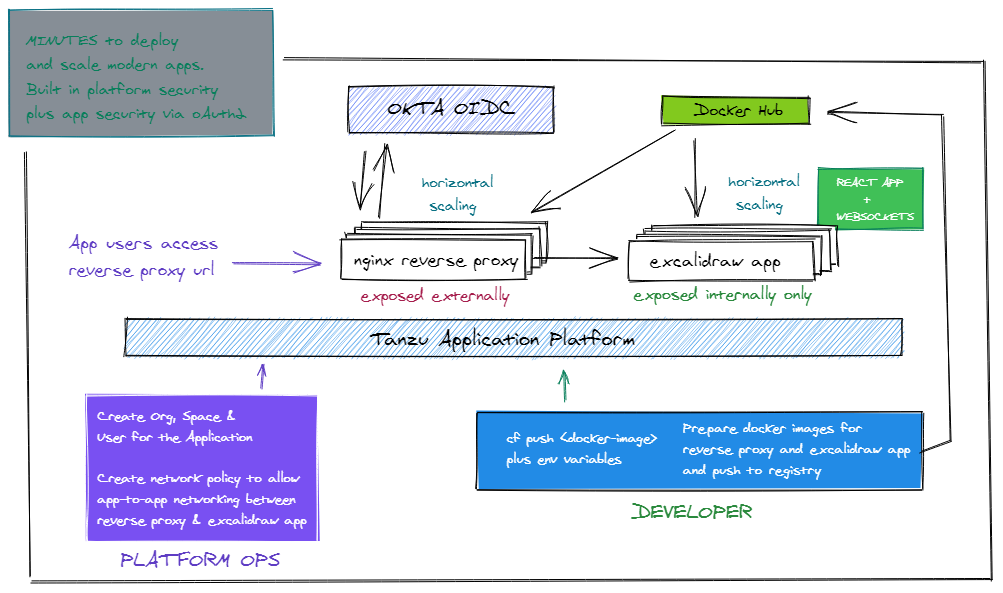 MINUTES to deploy
and scale modern apps.
Built in platform security
plus app security via oAuth2
OKTA OIDC
Docker Hub
horizontal
scaling
horizontal
scaling
REACT APP
+
WEBSOCKETS
App users access
reverse proxy url
nginx reverse proxy
excalidraw app
exposed externally
exposed internally only
Tanzu Application Platform
Create Org, Space &
User for the Application
Create network policy to allow
app-to-app networking between
reverse proxy & excalidraw app
PLATFORM OPS
cf push <docker-image>
plus env variables
Prepare docker images for
reverse proxy and excalidraw app
and push to registry
DEVELOPER